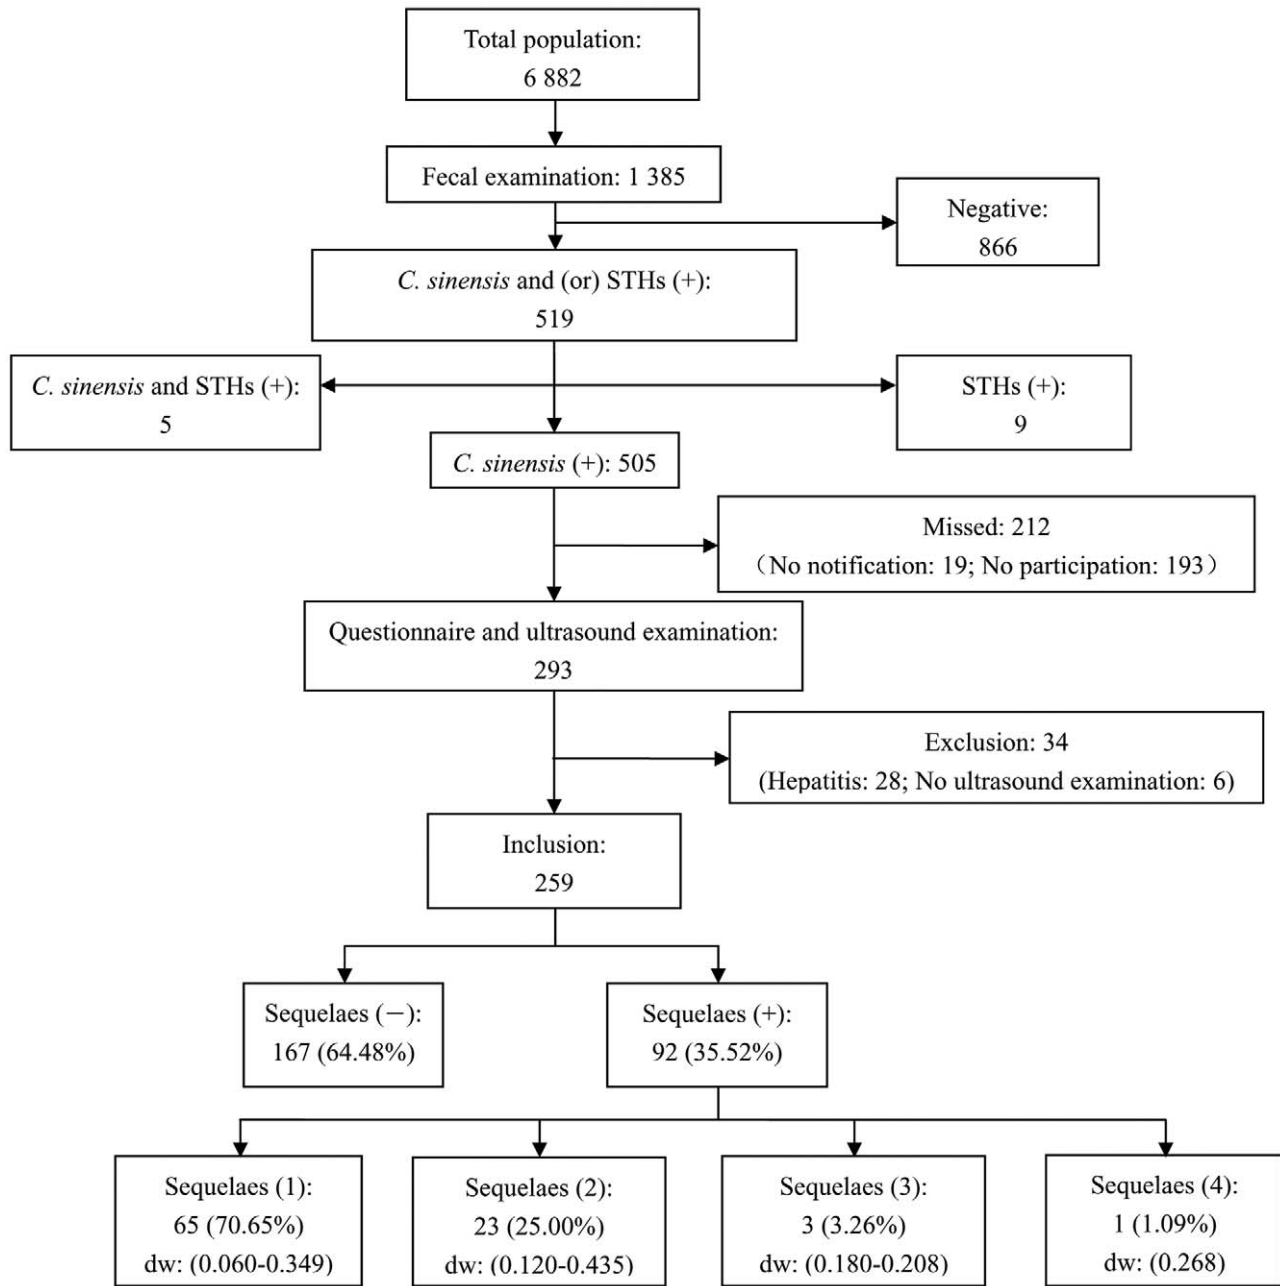 Total population:
6 882
Fecal examination: 1 385
Negative:
866
C. sinensis and (or) STHs (+):
519
C. sinensis and STHs (+):
5
STHs (+):
9
C. sinensis (+): 505
Missed: 212
（No notification: 19; No participation: 193）
Questionnaire and ultrasound examination:
293
Exclusion: 34
(Hepatitis: 28; No ultrasound examination: 6)
Inclusion:
259
Sequelaes (－):
167 (64.48%)
Sequelaes (+):
92 (35.52%)
Sequelaes (1):
65 (70.65%)
dw: (0.060-0.349)
Sequelaes (2):
23 (25.00%)
dw: (0.120-0.435)
Sequelaes (3):
3 (3.26%)
dw: (0.180-0.208)
Sequelaes (4):
1 (1.09%)
dw: (0.268)